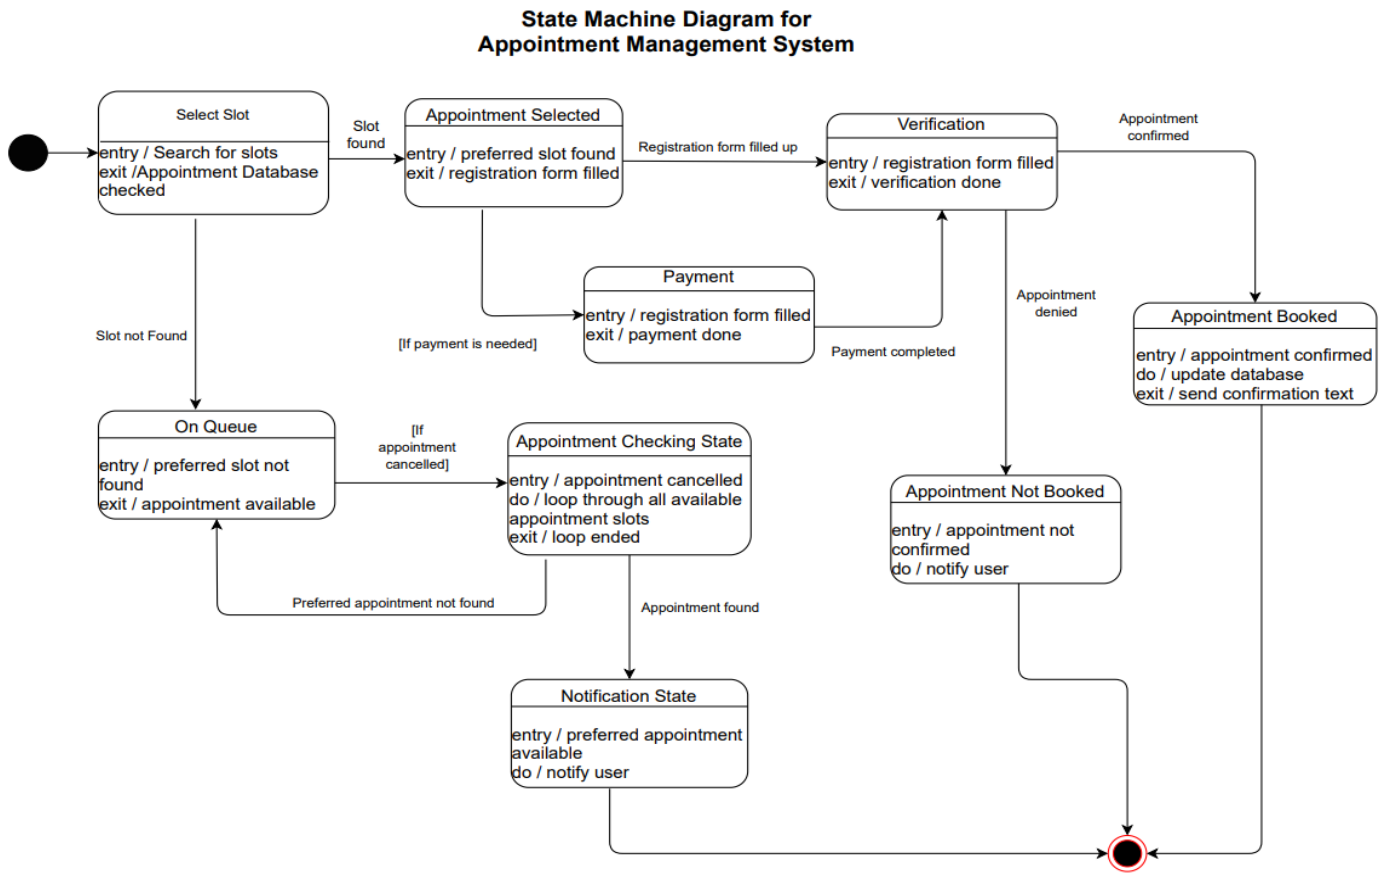 State Machine Diagram for
Appointment Management System
Select Slot
entry / Search for slots
exit /Appointment Database
checked
Slot
found
Appointment Selected
entry / preferred slot found
exit / registration form filled
Registration form filled up
Verification
entry / registration form filled
exit / verification done
Appointment
confirmed
Payment
entry / registration form filled
exit / payment done
[If payment is needed]
Payment completed
Appointment
denied
Appointment Booked
entry / appointment confirmed
do / update database
exit / send confirmation text
Slot not Found
On Queue
entry / preferred slot not
found
exit / appointment available
[If
appointment
cancelled]
Appointment Checking State
entry / appointment cancelled
do / loop through all available
appointment slots
exit / loop ended
Appointment Not Booked
entry / appointment not
confirmed
do / notify user
Preferred appointment not found
Appointment found
Notification State
entry / preferred appointment
available
do / notify user